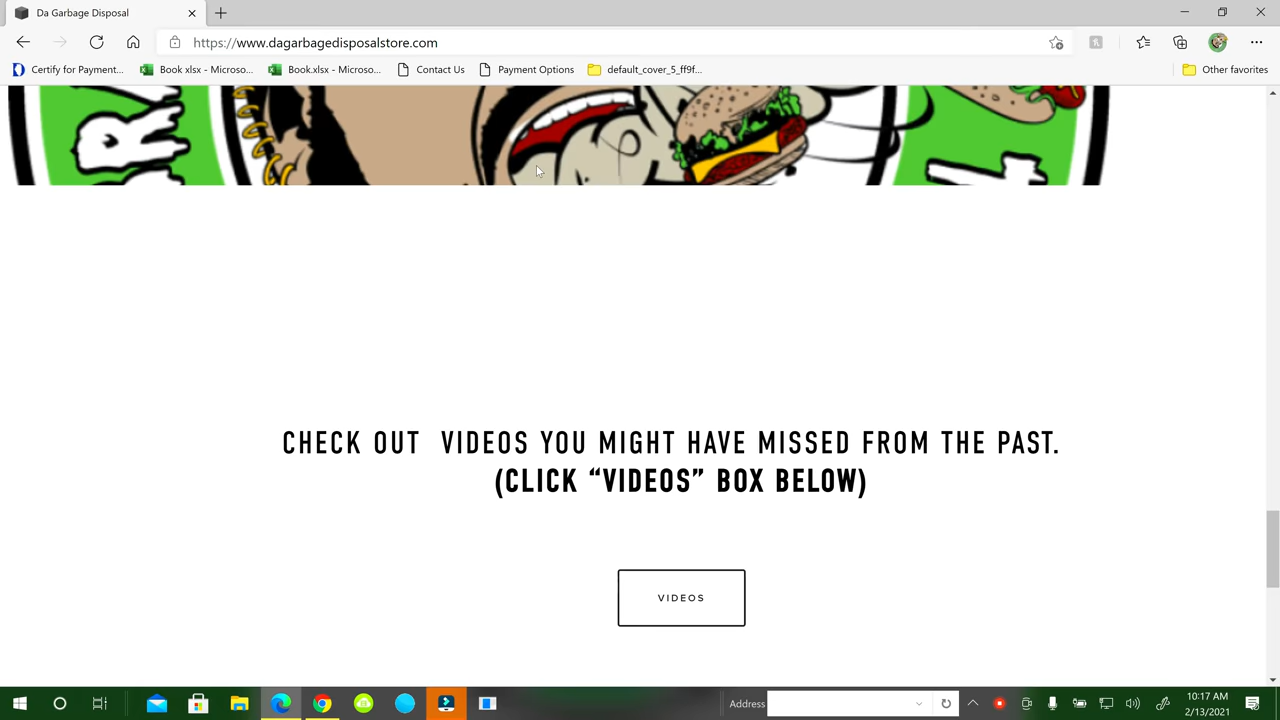 Da Garbage Disposal
https://www.dagarbagedisposalstore.com
Certify for Payment...
Book xlsx - Microso...
Book.xlsx - Microso...
Contact Us
Payment Options
default_cover_5_ff9f...
Other favorites
CHECK OUT VIDEOS YOU MIGHT HAVE MISSED FROM THE PAST.
(CLICK “VIDEOS” BOX BELOW)
VIDEOS
Address
10:17 AM
2/13/2021